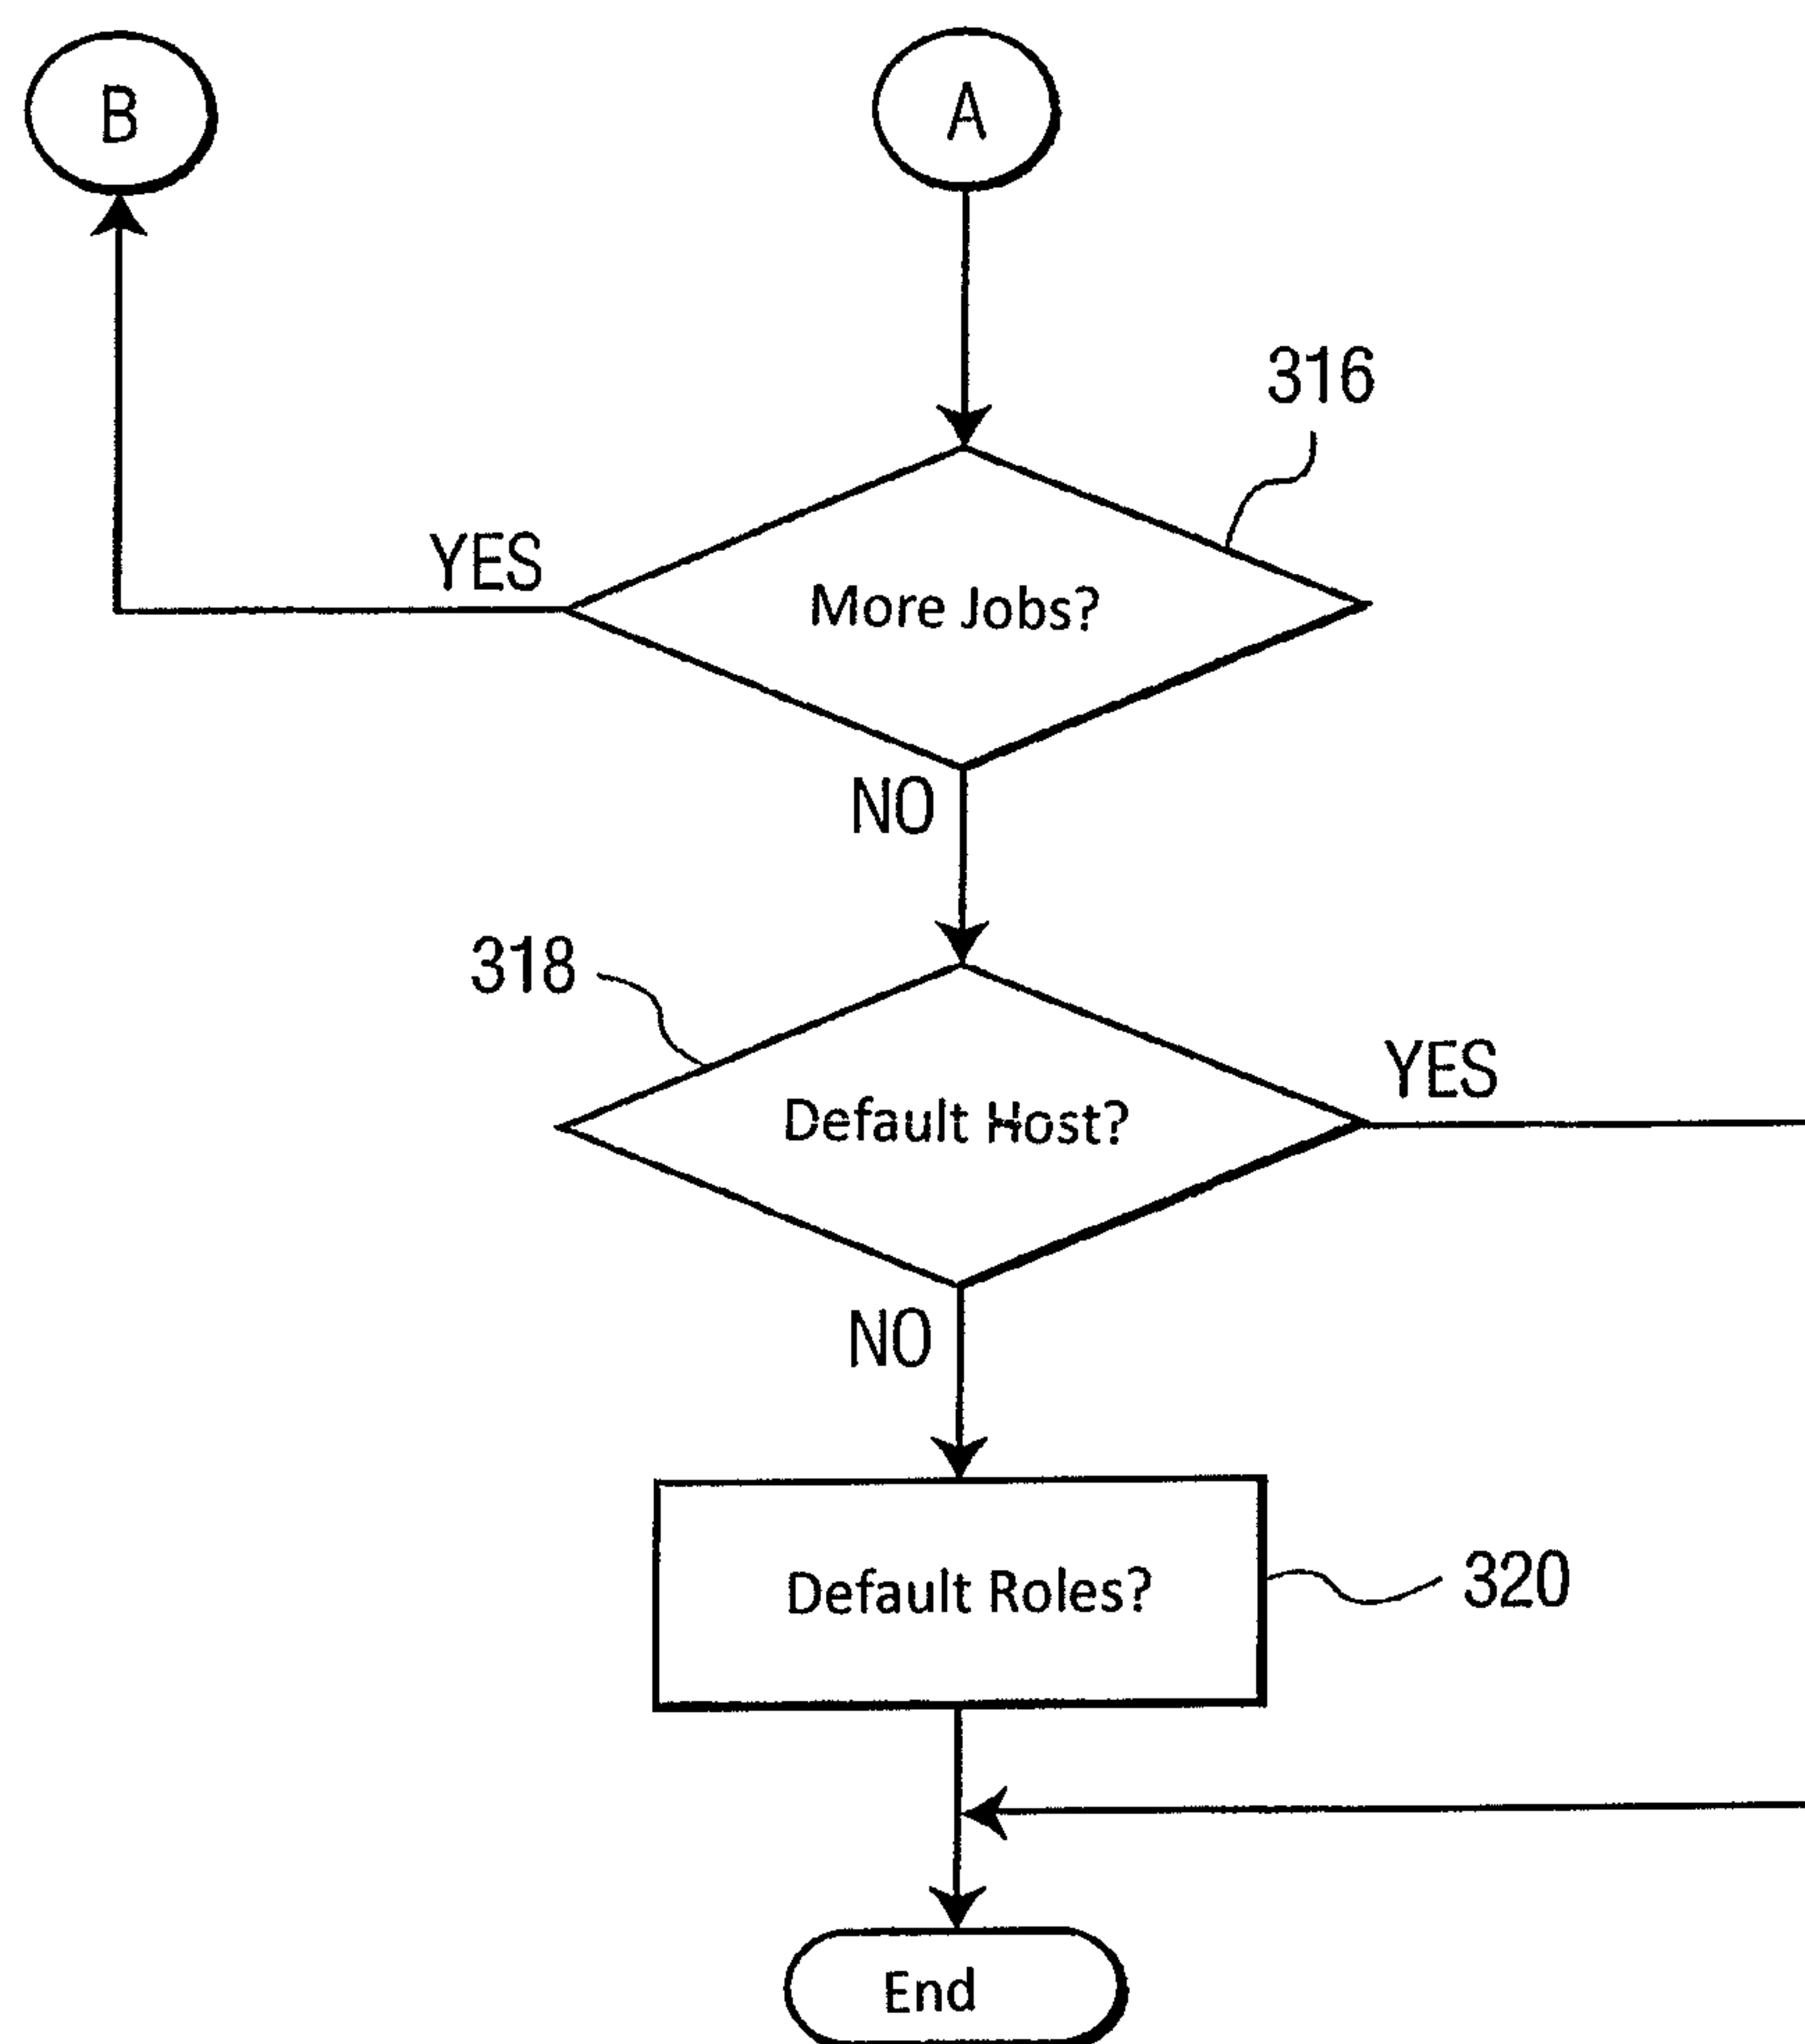 B
A
316
YES
More Jobs?
NO
318
YES
Default Host?
NO
Default Roles?
320
End